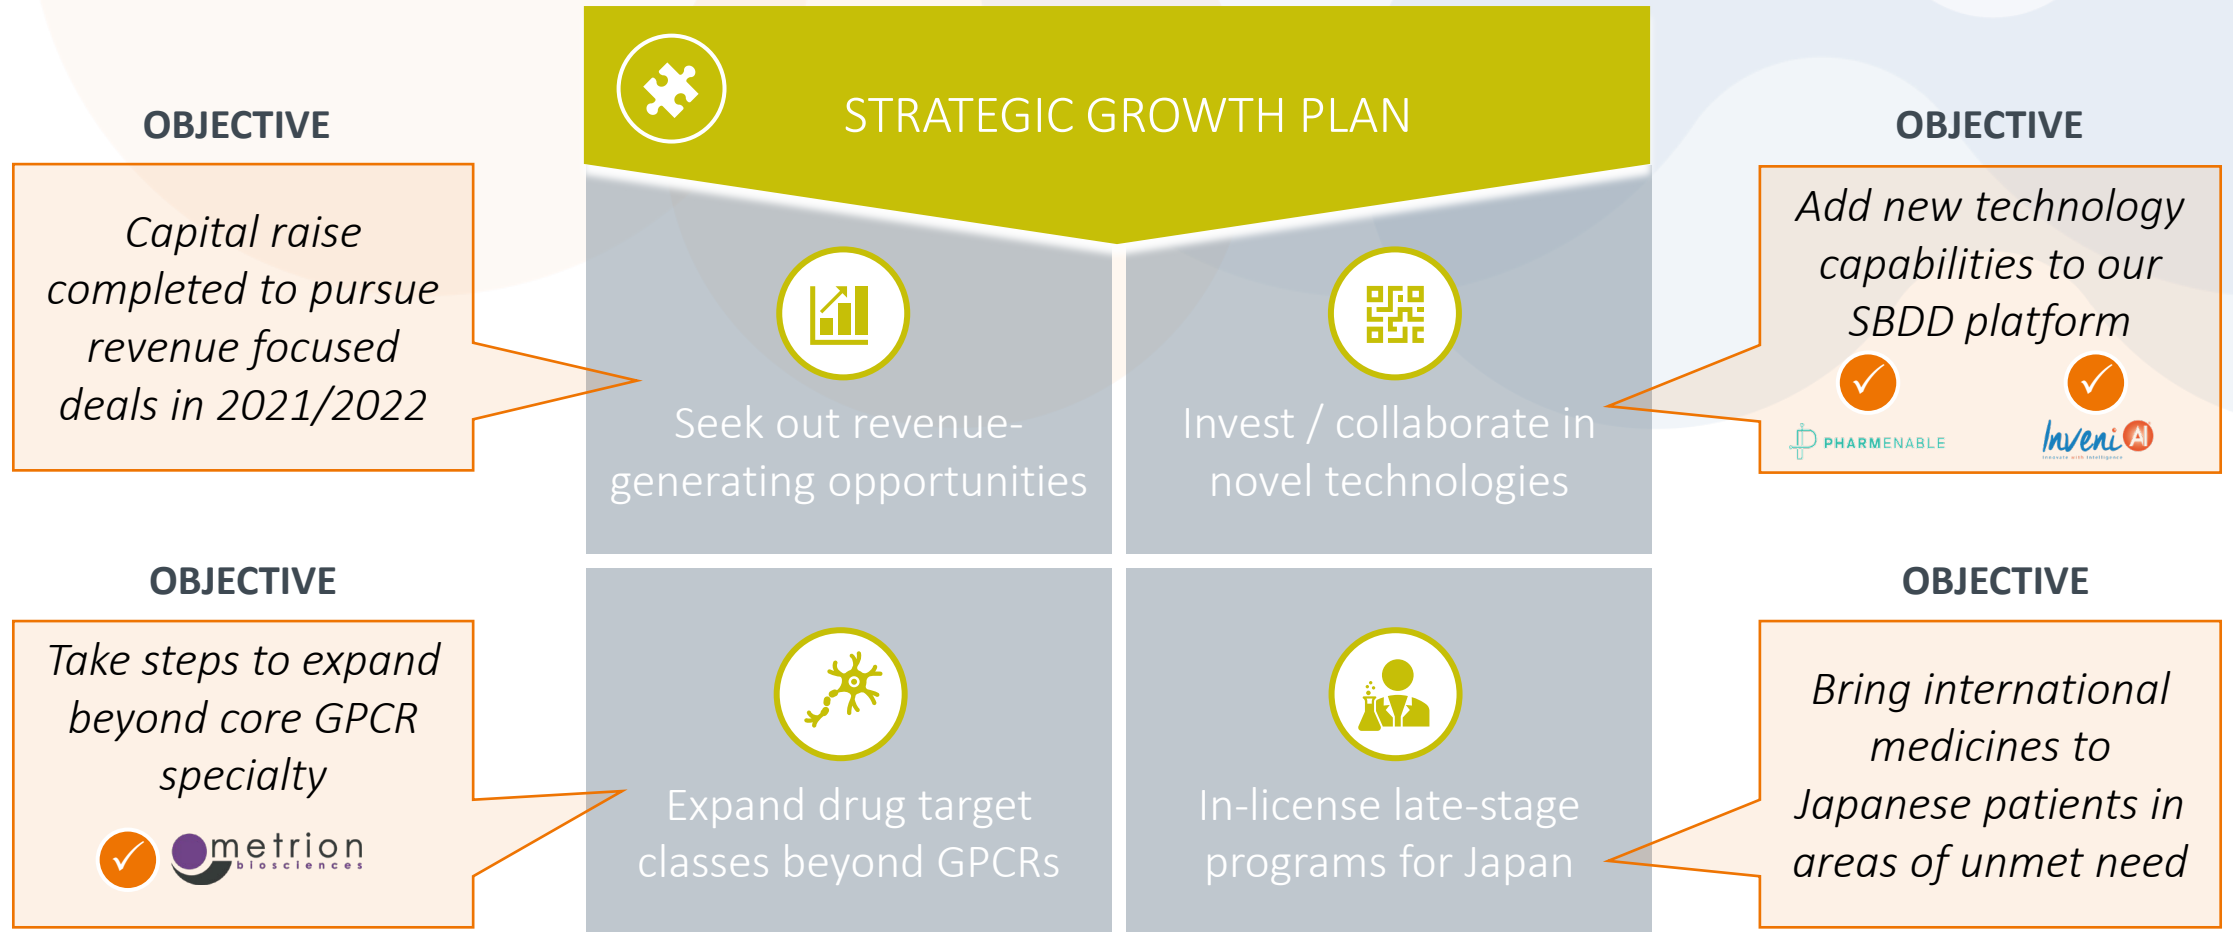 STRATEGIC GROWTH PLAN
OBJECTIVE
Capital raise
completed to pursue
revenue focused
deals in 2021/2022
Seek out revenue-
generating opportunities
Invest / collaborate in
novel technologies
OBJECTIVE
Add new technology
capabilities to our
SBDD platform
PHARMENABLE
InveniAI
Innovate with Intelligence
OBJECTIVE
Take steps to expand
beyond core GPCR
specialty
metrion
biosciences
Expand drug target
classes beyond GPCRs
In-license late-stage
programs for Japan
OBJECTIVE
Bring international
medicines to
Japanese patients in
areas of unmet need